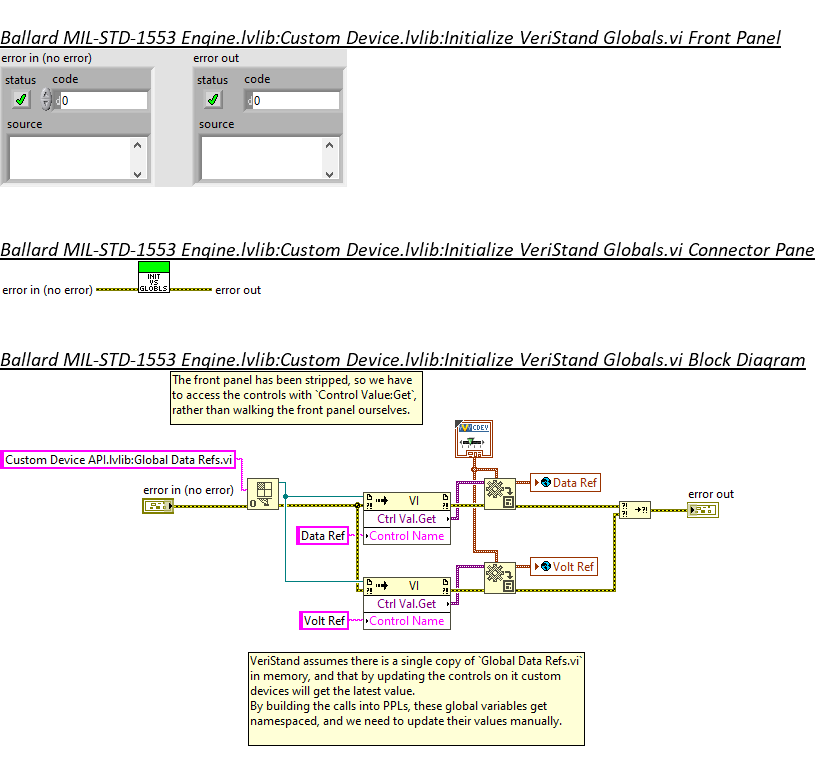 Ballard MIL-STD-1553 Engine.lvlib:Custom Device.lvlib:Initialize VeriStand Globals.vi Front Panel
error in (no error)
error out
status
code
status
code
d
0
d
0
source
source
Ballard MIL-STD-1553 Engine.lvlib:Custom Device.lvlib:Initialize VeriStand Globals.vi Connector Pane
INIT
VS
GLOBLS
error in (no error)
error out
Ballard MIL-STD-1553 Engine.lvlib:Custom Device.lvlib:Initialize VeriStand Globals.vi Block Diagram
The front panel has been stripped, so we have
to access the controls with `Control Value:Get`,
rather than walking the front panel ourselves.
CDEV
Custom Device API.lvlib:Global Data Refs.vi
error in (no error)
0
VI
Ctrl Val.Get
Data Ref
Control Name
Data Ref
error out
?!
?!
?!
VI
Ctrl Val.Get
Volt Ref
Control Name
Volt Ref
VeriStand assumes there is a single copy of `Global Data Refs.vi`
in memory, and that by updating the controls on it custom
devices will get the latest value.
By building the calls into PPLs, these global variables get
namespaced, and we need to update their values manually.